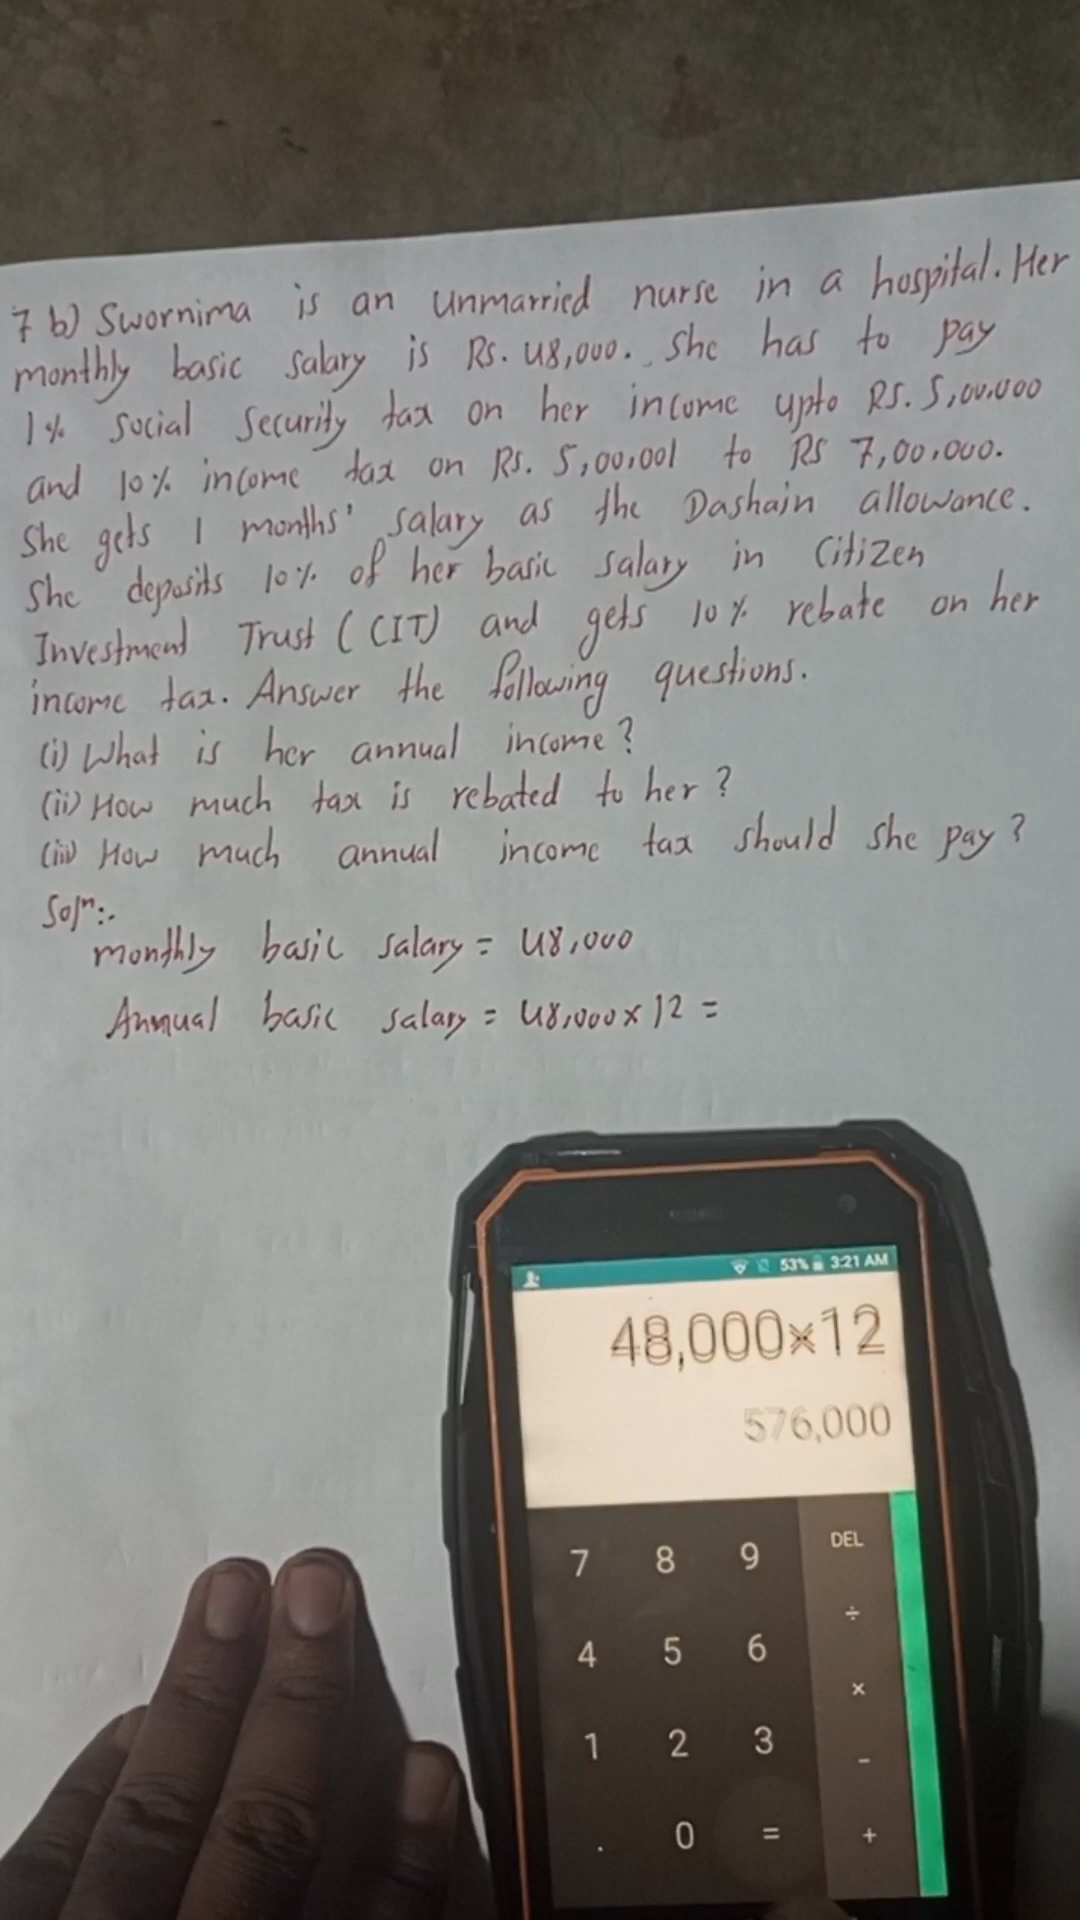 7 b) Swornima is an unmarried nurse in a hospital. Her
monthly basic salary is Rs. 48,000. She has to pay
1% social security tax on her income upto Rs. 5,00,000
and 10% income tax on Rs. 5,00,001 to Rs 7,00,000.
She gets 1 months' salary as the Dashain allowance.
She deposits 10% of her basic salary in Citizen
Investment Trust (CIT) and gets 10% rebate on her
income tax. Answer the following questions.
(i) What is her annual income?
(ii) How much tax is rebated to her?
(iii) How much annual income tax should she pay?
Solⁿ:-
monthly basic salary = 48,000
Annual basic salary = 48,000 x 12 =
53% 3:21 AM
48,000×12
576,000
7 8 9 DEL
÷
4 5 6
×
1 2 3
−
. 0 = +